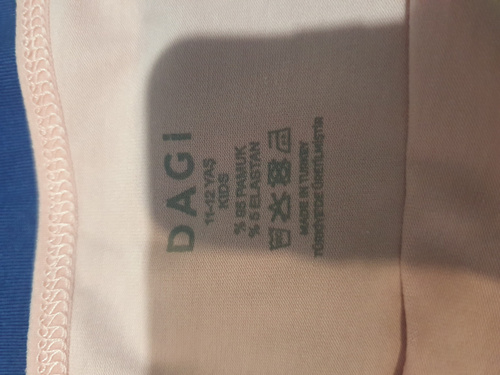 DAGİ
11-12 YAŞ
KIDS
% 95 PAMUK
% 5 ELASTAN
MADE IN TURKEY
TÜRKİYE'DE ÜRETİLMİŞTİR